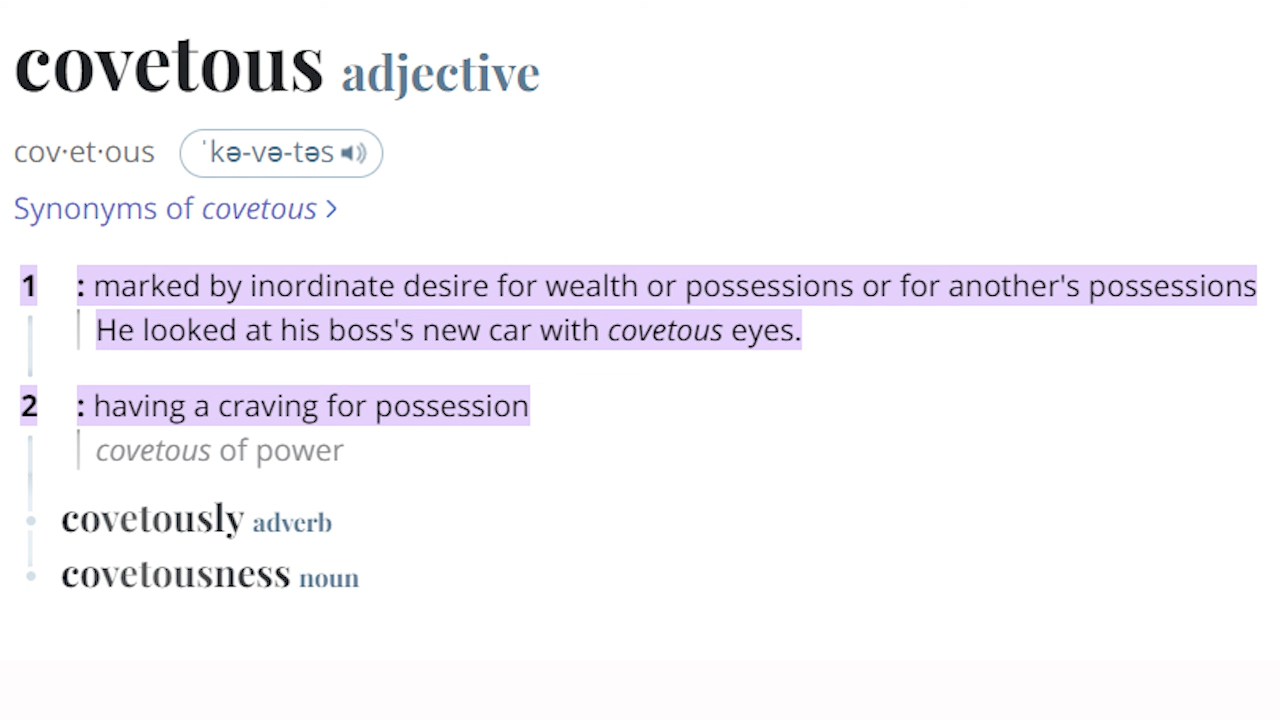 covetous adjective
cov·et·ous ˈkə-və-təs
Synonyms of covetous >
1 : marked by inordinate desire for wealth or possessions or for another's possessions
He looked at his boss's new car with covetous eyes.
2 : having a craving for possession
covetous of power
covetously adverb
covetousness noun